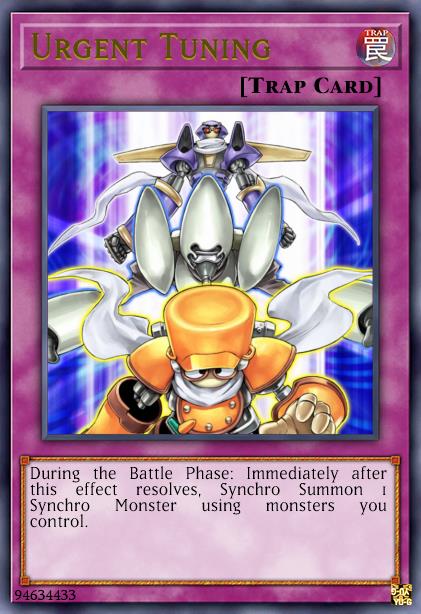 Urgent Tuning
TRAP
罠
[Trap Card]
During the Battle Phase: Immediately after
this effect resolves, Synchro Summon 1
Synchro Monster using monsters you
control.
94634433